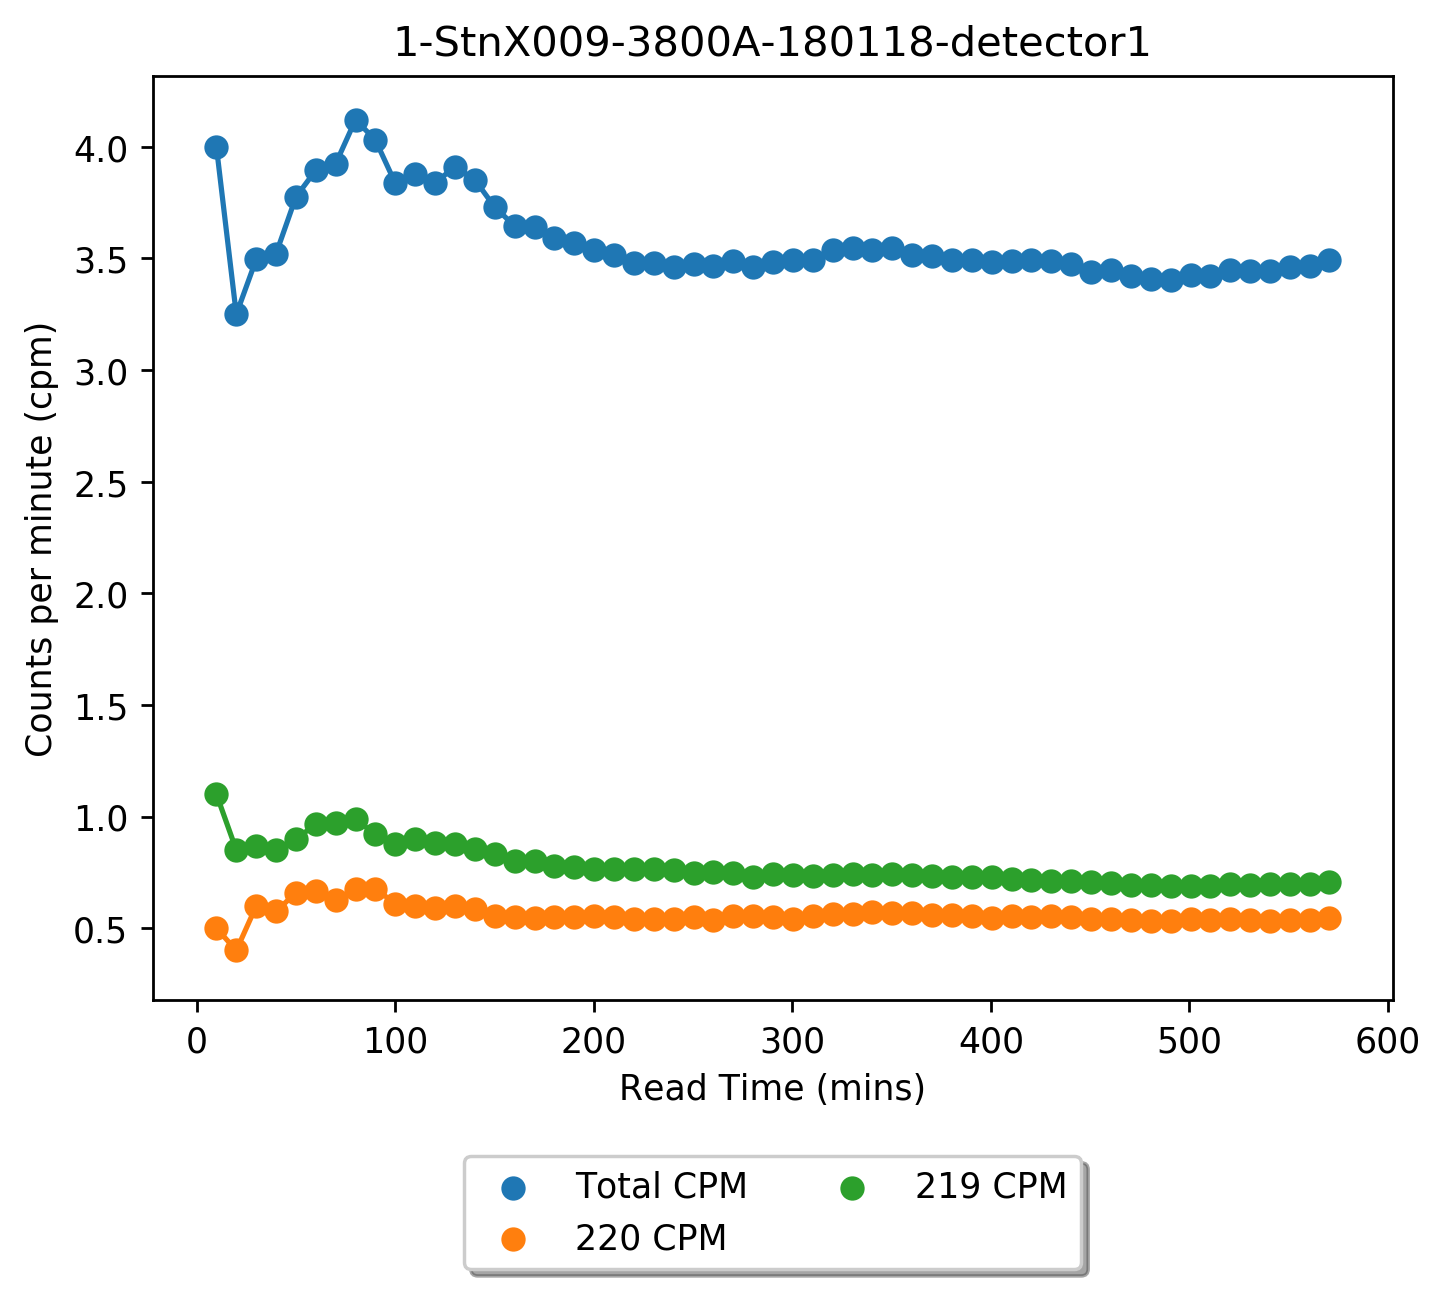 1-StnX009-3800A-180118-detector1
Counts per minute (cpm)
4.0
3.5
3.0
2.5
2.0
1.5
1.0
0.5
0 100 200 300 400 500 600
Read Time (mins)
Total CPM 219 CPM
220 CPM